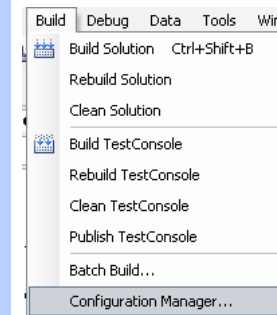 Build Debug Data Tools
Build Solution Ctrl+Shift+B
Rebuild Solution
Clean Solution
Build TestConsole
Rebuild TestConsole
Clean TestConsole
Publish TestConsole
Batch Build...
Configuration Manager...